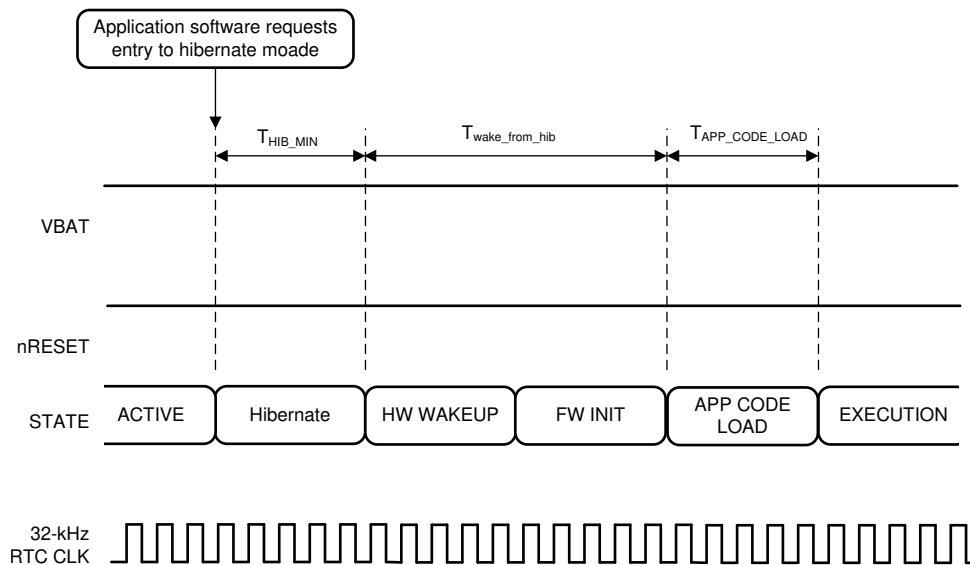 Application software requests
entry to hibernate moade
THIB_MIN
Twake_from_hib
TAPP_CODE_LOAD
VBAT
nRESET
STATE
ACTIVE
Hibernate
HW WAKEUP
FW INIT
APP CODE
LOAD
EXECUTION
32-kHz
RTC CLK